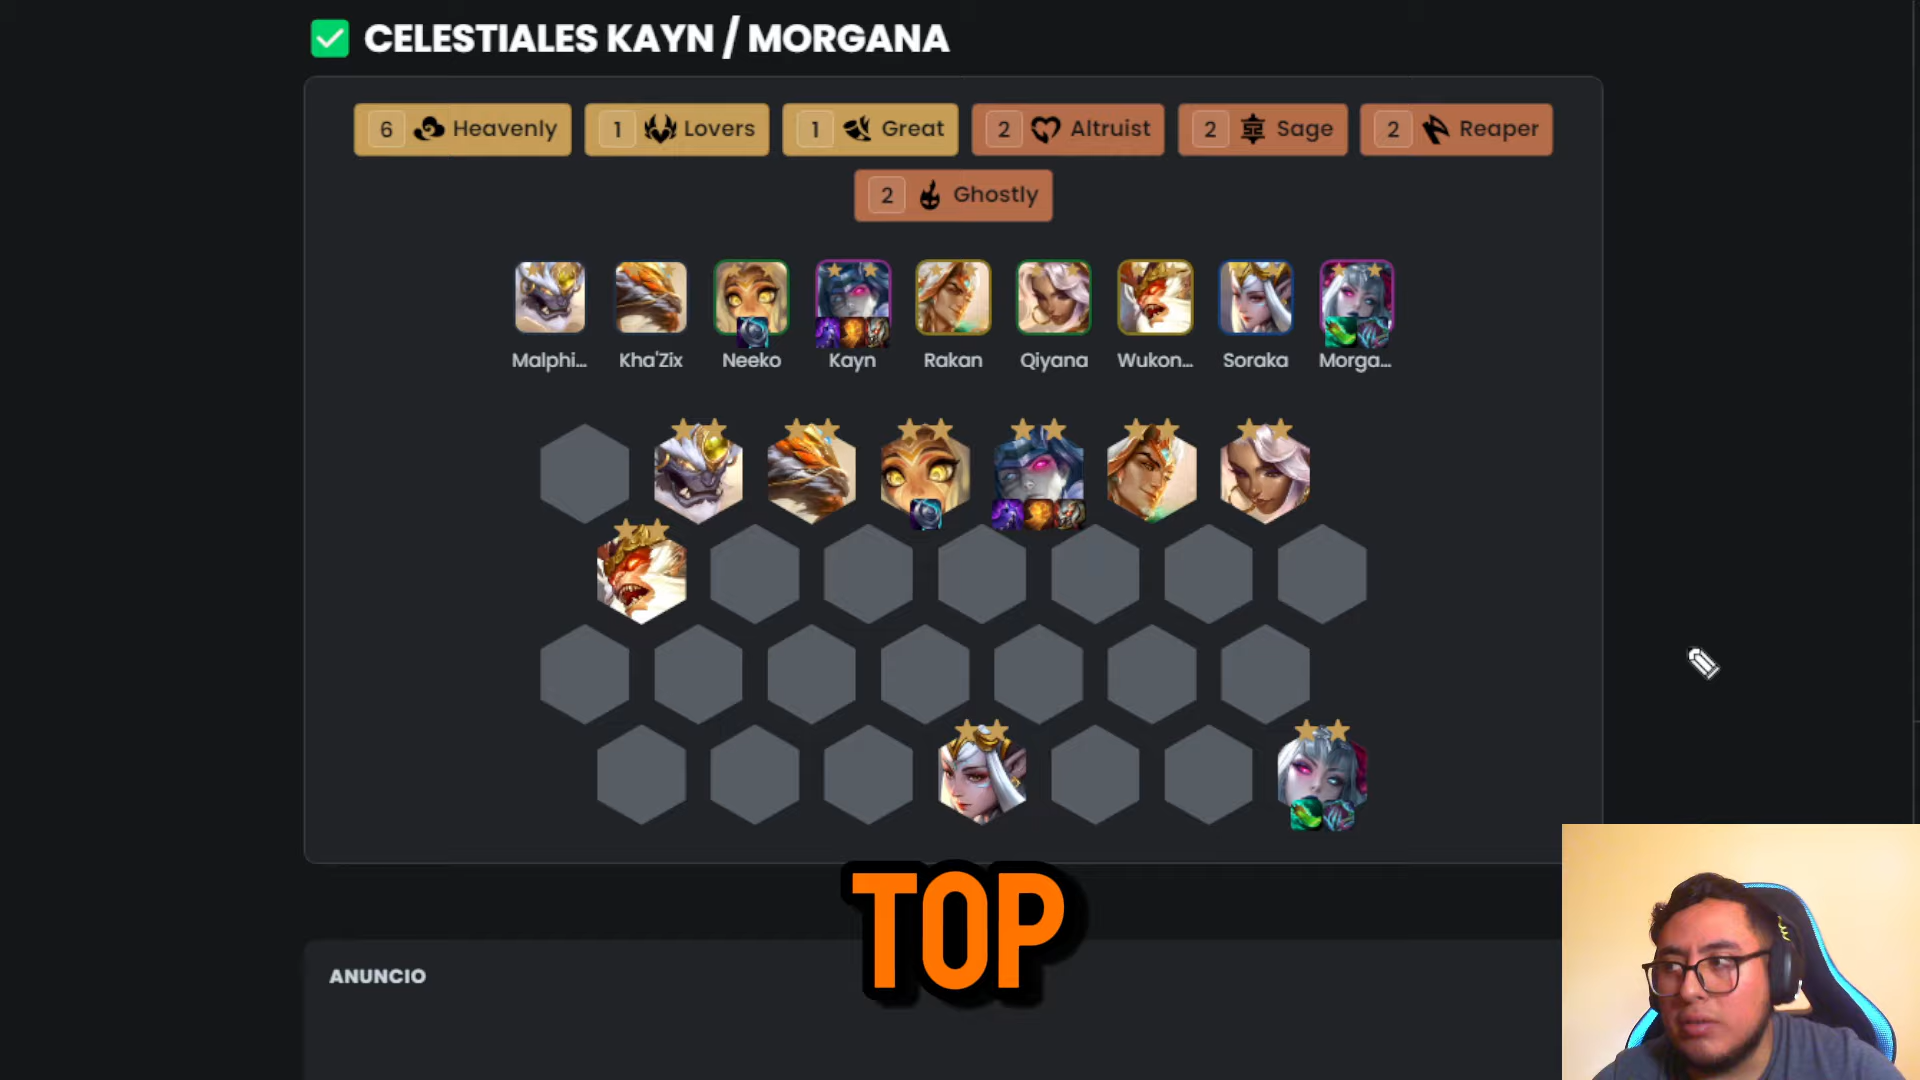 CELESTIALES KAYN / MORGANA
6 Heavenly 1 Lovers 1 Great 2 Altruist 2 Sage 2 Reaper
2 Ghostly
Malphi... Kha'Zix Neeko Kayn Rakan Qiyana Wukon... Soraka Morga...
TOP
ANUNCIO